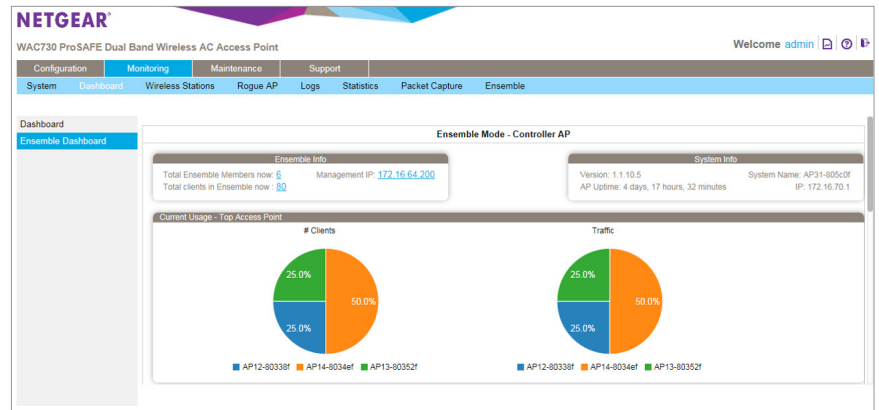 NETGEAR®
WAC730 ProSAFE Dual Band Wireless AC Access Point
Welcome admin
Configuration Monitoring Maintenance Support
System Dashboard Wireless Stations Rogue AP Logs Statistics Packet Capture Ensemble
Dashboard
Ensemble Dashboard
Ensemble Mode - Controller AP
Ensemble Info
Total Ensemble Members now: 6 Management IP: 172.16.64.200
Total clients in Ensemble now : 80
System Info
Version: 1.1.10.5 System Name: AP31-805c0f
AP Uptime: 4 days, 17 hours, 32 minutes IP: 172.16.70.1
Current Usage - Top Access Point
# Clients
25.0%
50.0%
25.0%
AP12-80338f AP14-8034ef AP13-80352f
Traffic
25.0%
50.0%
25.0%
AP12-80338f AP14-8034ef AP13-80352f